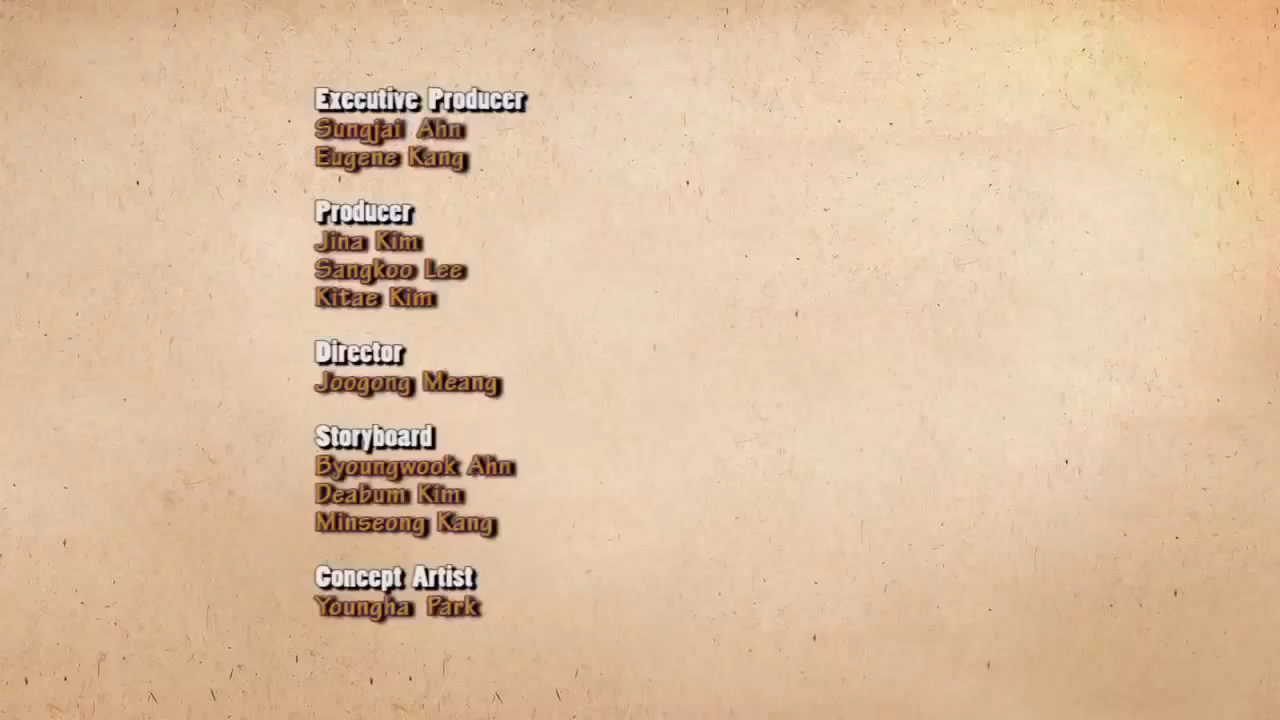 Executive Producer
Sungjai Ahn
Eugene Kang
Producer
Jina Kim
Sangkoo Lee
Kitae Kim
Director
Joogong Meang
Storyboard
Byoungwook Ahn
Deabum Kim
Minseong Kang
Concept Artist
Youngha Park